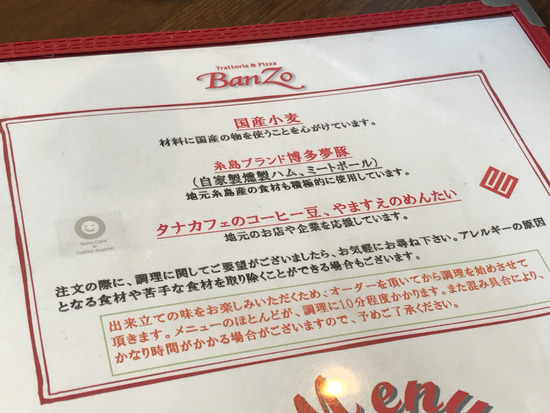 Trattoria & Pizza
BanZo
国産小麦
材料に国産の物を使うことを心がけています。
糸島ブランド博多夢豚
(自家製燻製ハム、ミートボール)
地元糸島産の食材も積極的に使用しています。
タナカフェのコーヒー豆、やますえのめんたい
地元のお店や企業を応援しています。
注文の際に、調理に関してご要望がございましたら、お気軽にお尋ね下さい。アレルギーの原因
となる食材や苦手な食材を取り除くことができる場合もございます。
出来立ての味をお楽しみいただくため、オーダーを頂いてから調理を始めさせて
頂きます。メニューのほとんどが、調理に10分程度かかります。また混み具合により、
かなり時間がかかる場合がございますので、予めご了承ください。
Menu